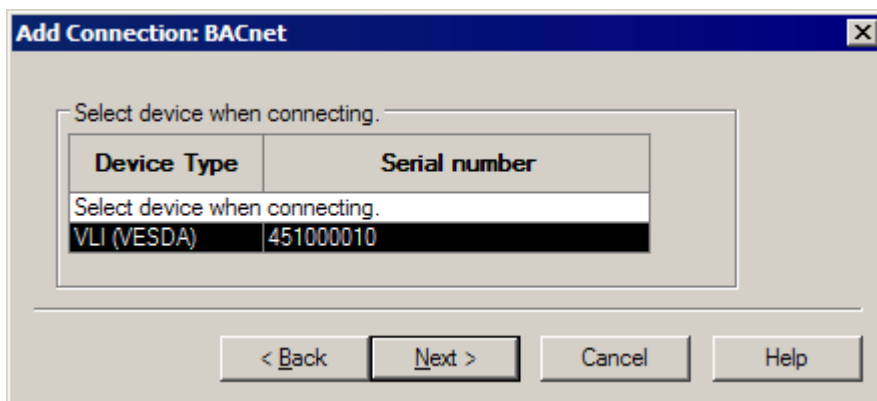 Add Connection: BACnet
Select device when connecting.
Device Type Serial number
Select device when connecting.
VLI (VESDA) 451000010
< Back Next > Cancel Help